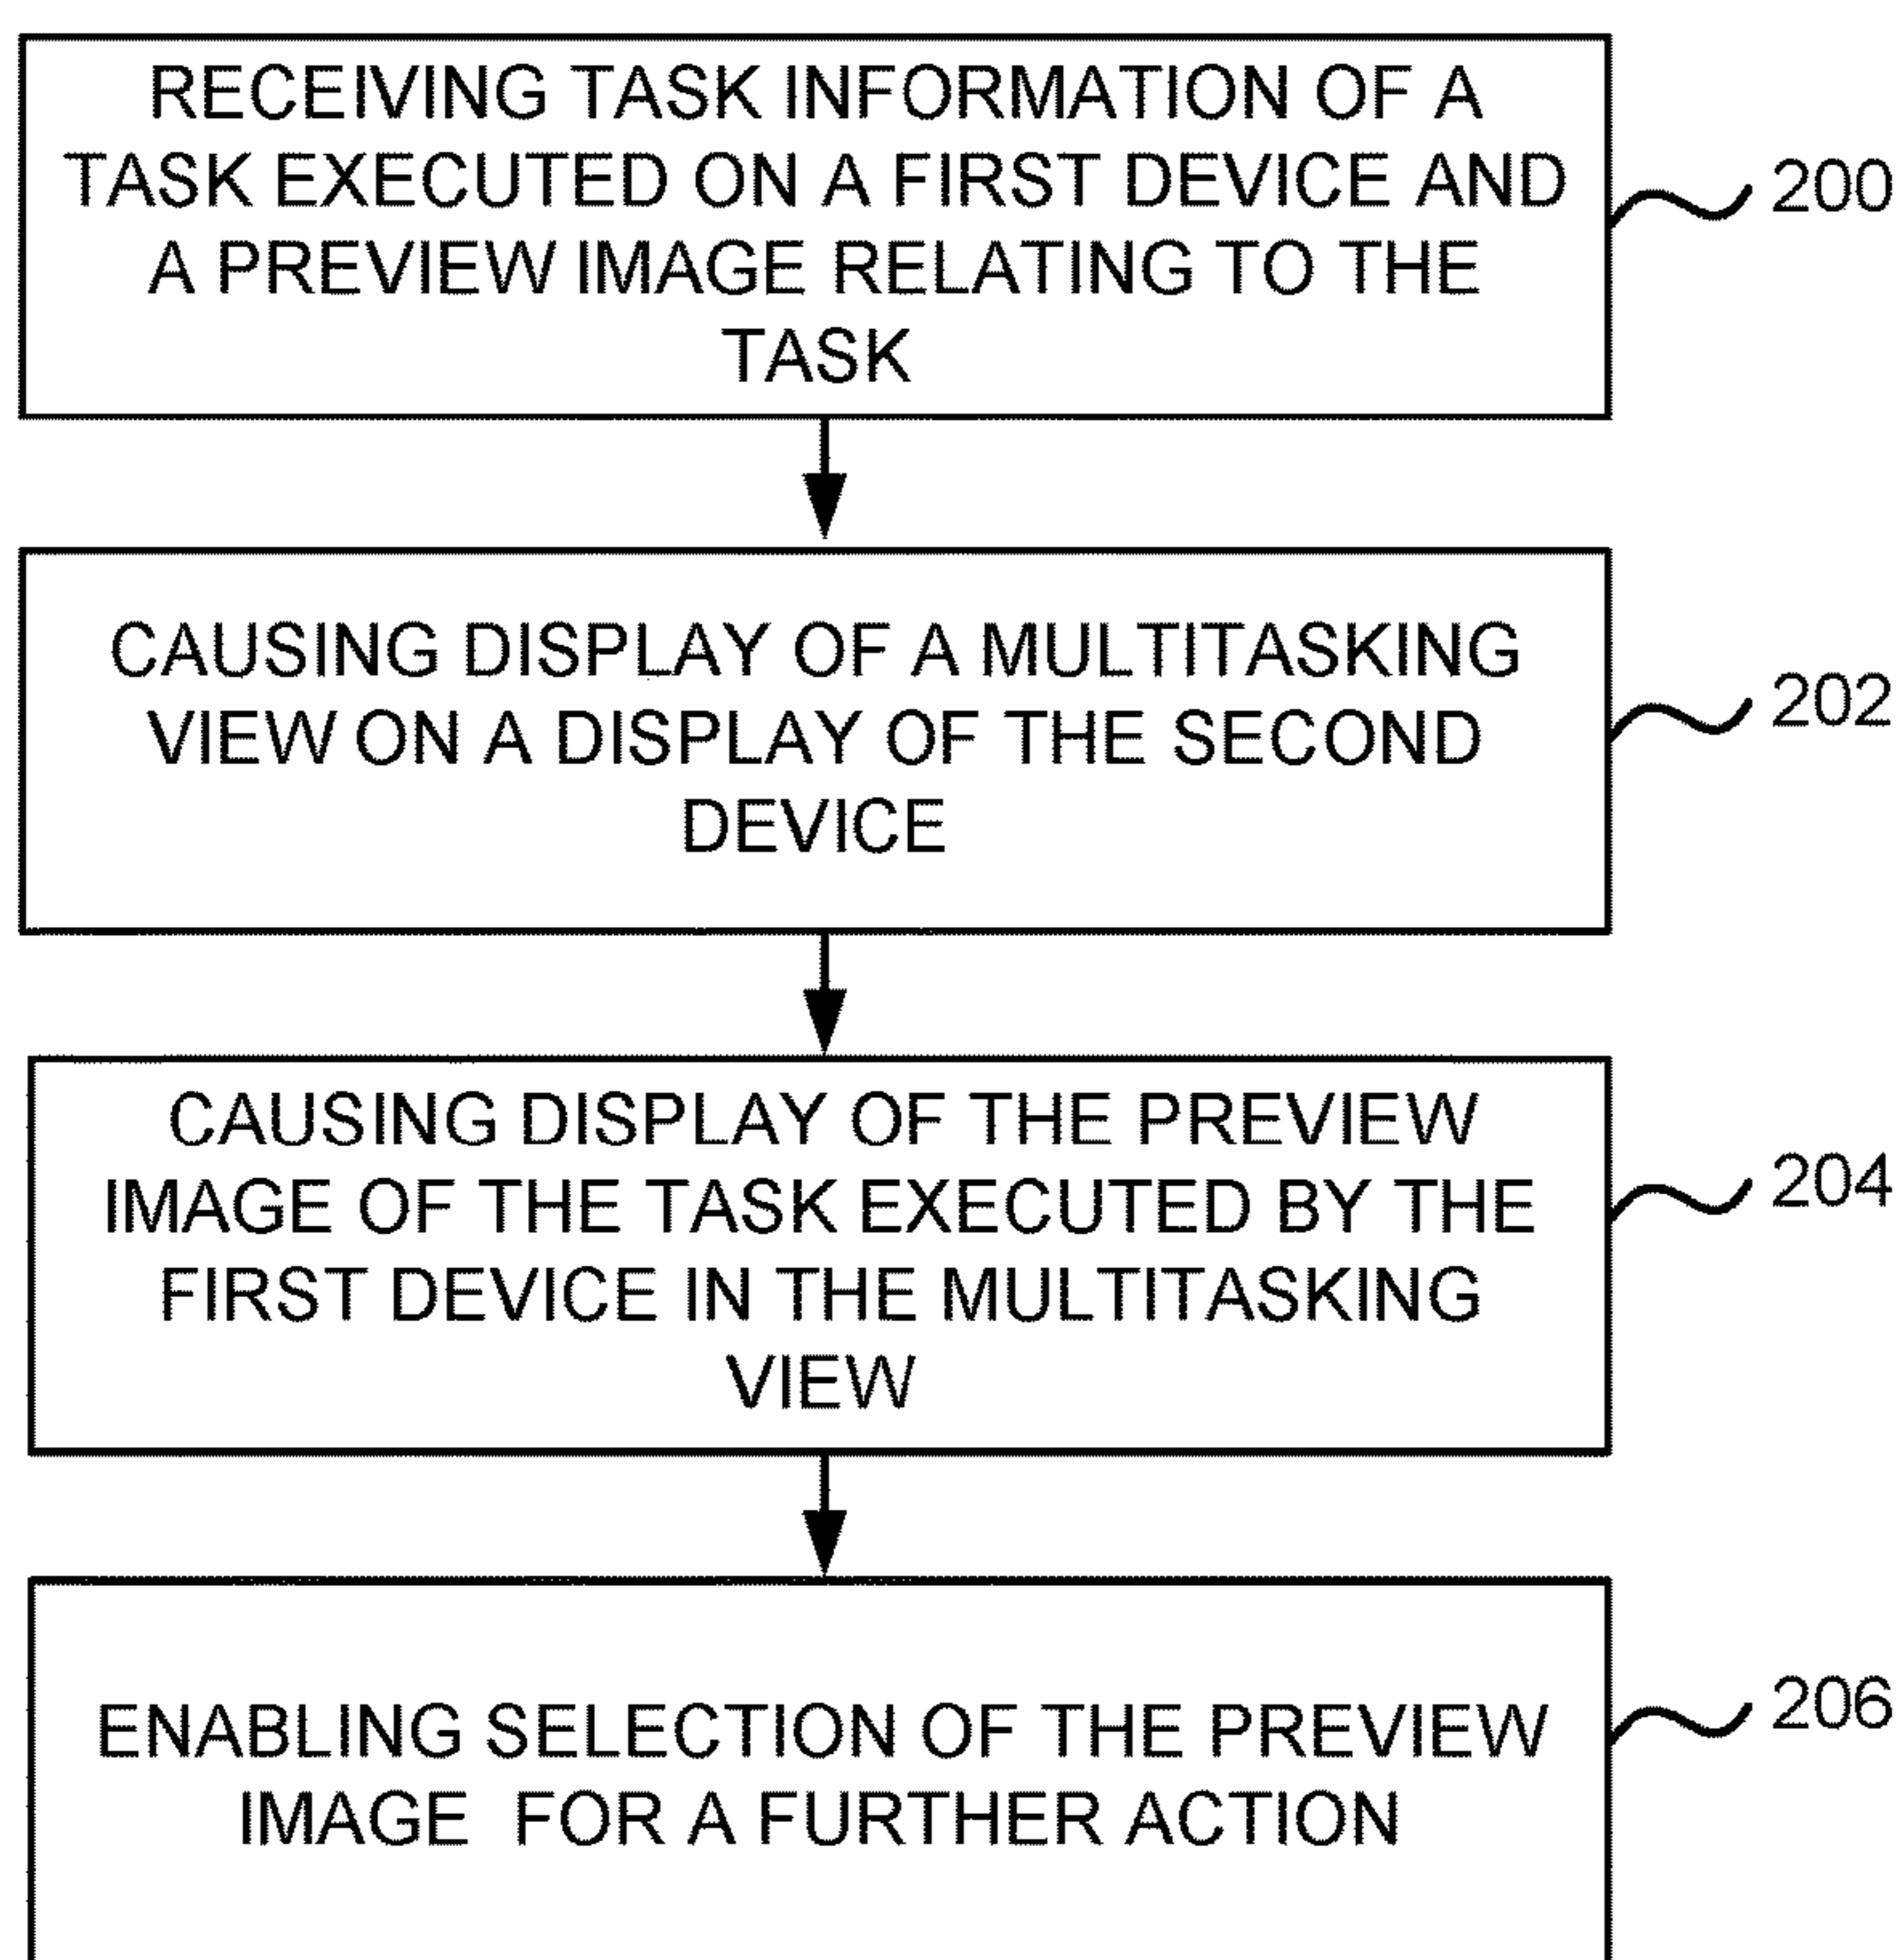 RECEIVING TASK INFORMATION OF A
TASK EXECUTED ON A FIRST DEVICE AND
A PREVIEW IMAGE RELATING TO THE
TASK
200
CAUSING DISPLAY OF A MULTITASKING
VIEW ON A DISPLAY OF THE SECOND
DEVICE
202
CAUSING DISPLAY OF THE PREVIEW
IMAGE OF THE TASK EXECUTED BY THE
FIRST DEVICE IN THE MULTITASKING
VIEW
204
ENABLING SELECTION OF THE PREVIEW
IMAGE FOR A FURTHER ACTION
206